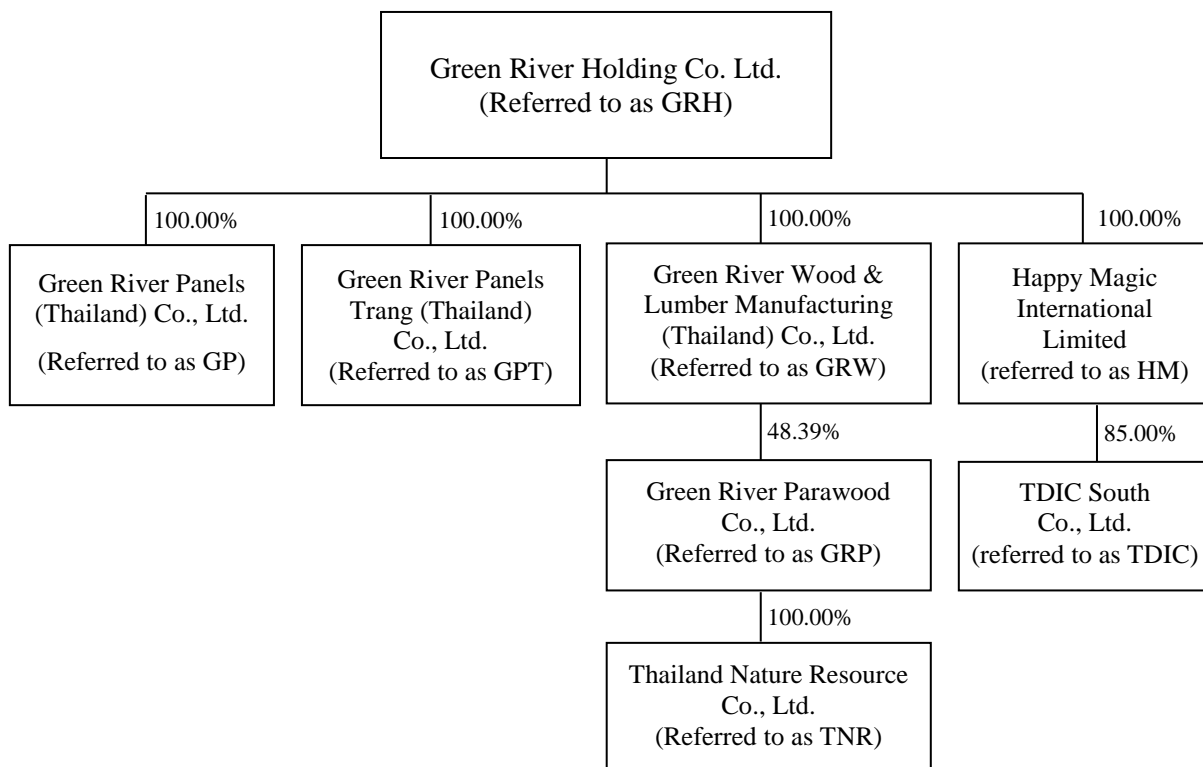 Green River Holding Co. Ltd.
(Referred to as GRH)
100.00%
100.00%
100.00%
100.00%
Green River Panels
(Thailand) Co., Ltd.
(Referred to as GP)
Green River Panels
Trang (Thailand)
Co., Ltd.
(Referred to as GPT)
Green River Wood &
Lumber Manufacturing
(Thailand) Co., Ltd.
(Referred to as GRW)
Happy Magic
International
Limited
(referred to as HM)
48.39%
85.00%
Green River Parawood
Co., Ltd.
(Referred to as GRP)
TDIC South
Co., Ltd.
(referred to as TDIC)
100.00%
Thailand Nature Resource
Co., Ltd.
(Referred to as TNR)